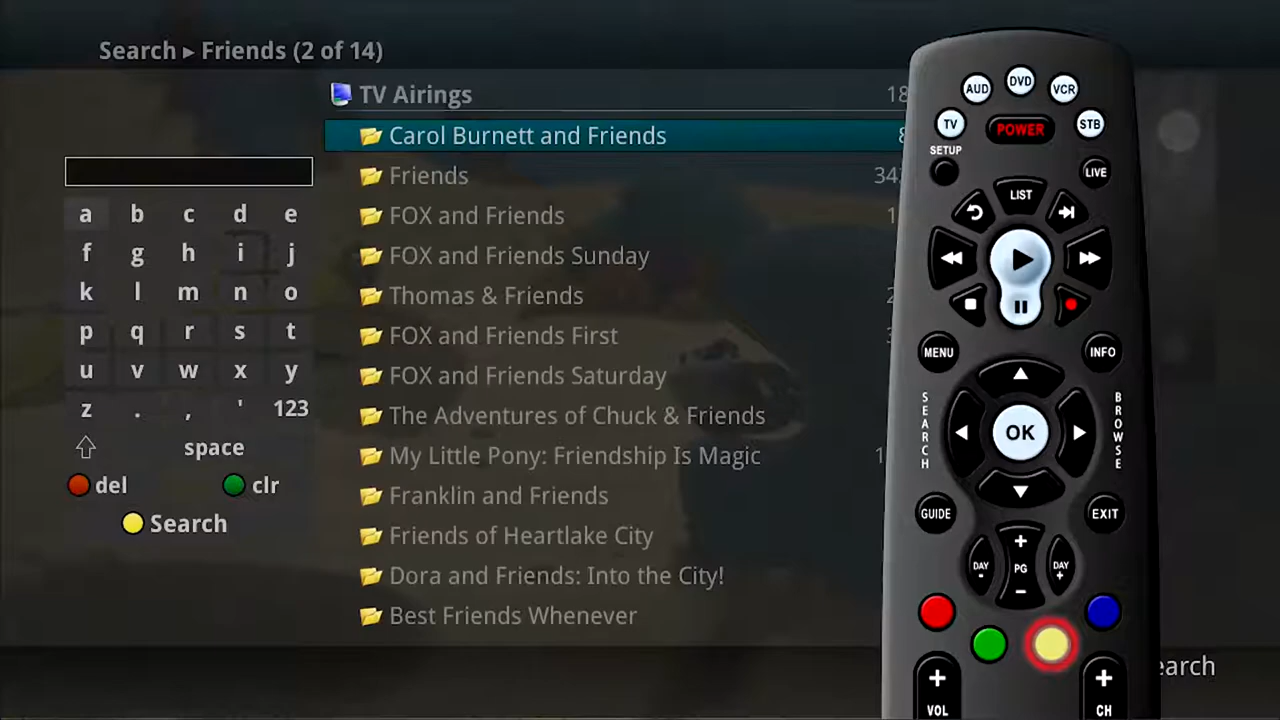 Search ▸ Friends (2 of 14)
TV Airings
Carol Burnett and Friends
Friends
FOX and Friends
FOX and Friends Sunday
Thomas & Friends
FOX and Friends First
FOX and Friends Saturday
The Adventures of Chuck & Friends
My Little Pony: Friendship Is Magic
Franklin and Friends
Friends of Heartlake City
Dora and Friends: Into the City!
Best Friends Whenever
a b c d e
f g h i j
k l m n o
p q r s t
u v w x y
z . , ' 123
space
del clr
Search
AUD DVD VCR
TV POWER STB
SETUP
LIVE
LIST
MENU INFO
SEARCH
OK
BROWSE
GUIDE EXIT
+
DAY - PG DAY +
-
+ +
VOL CH